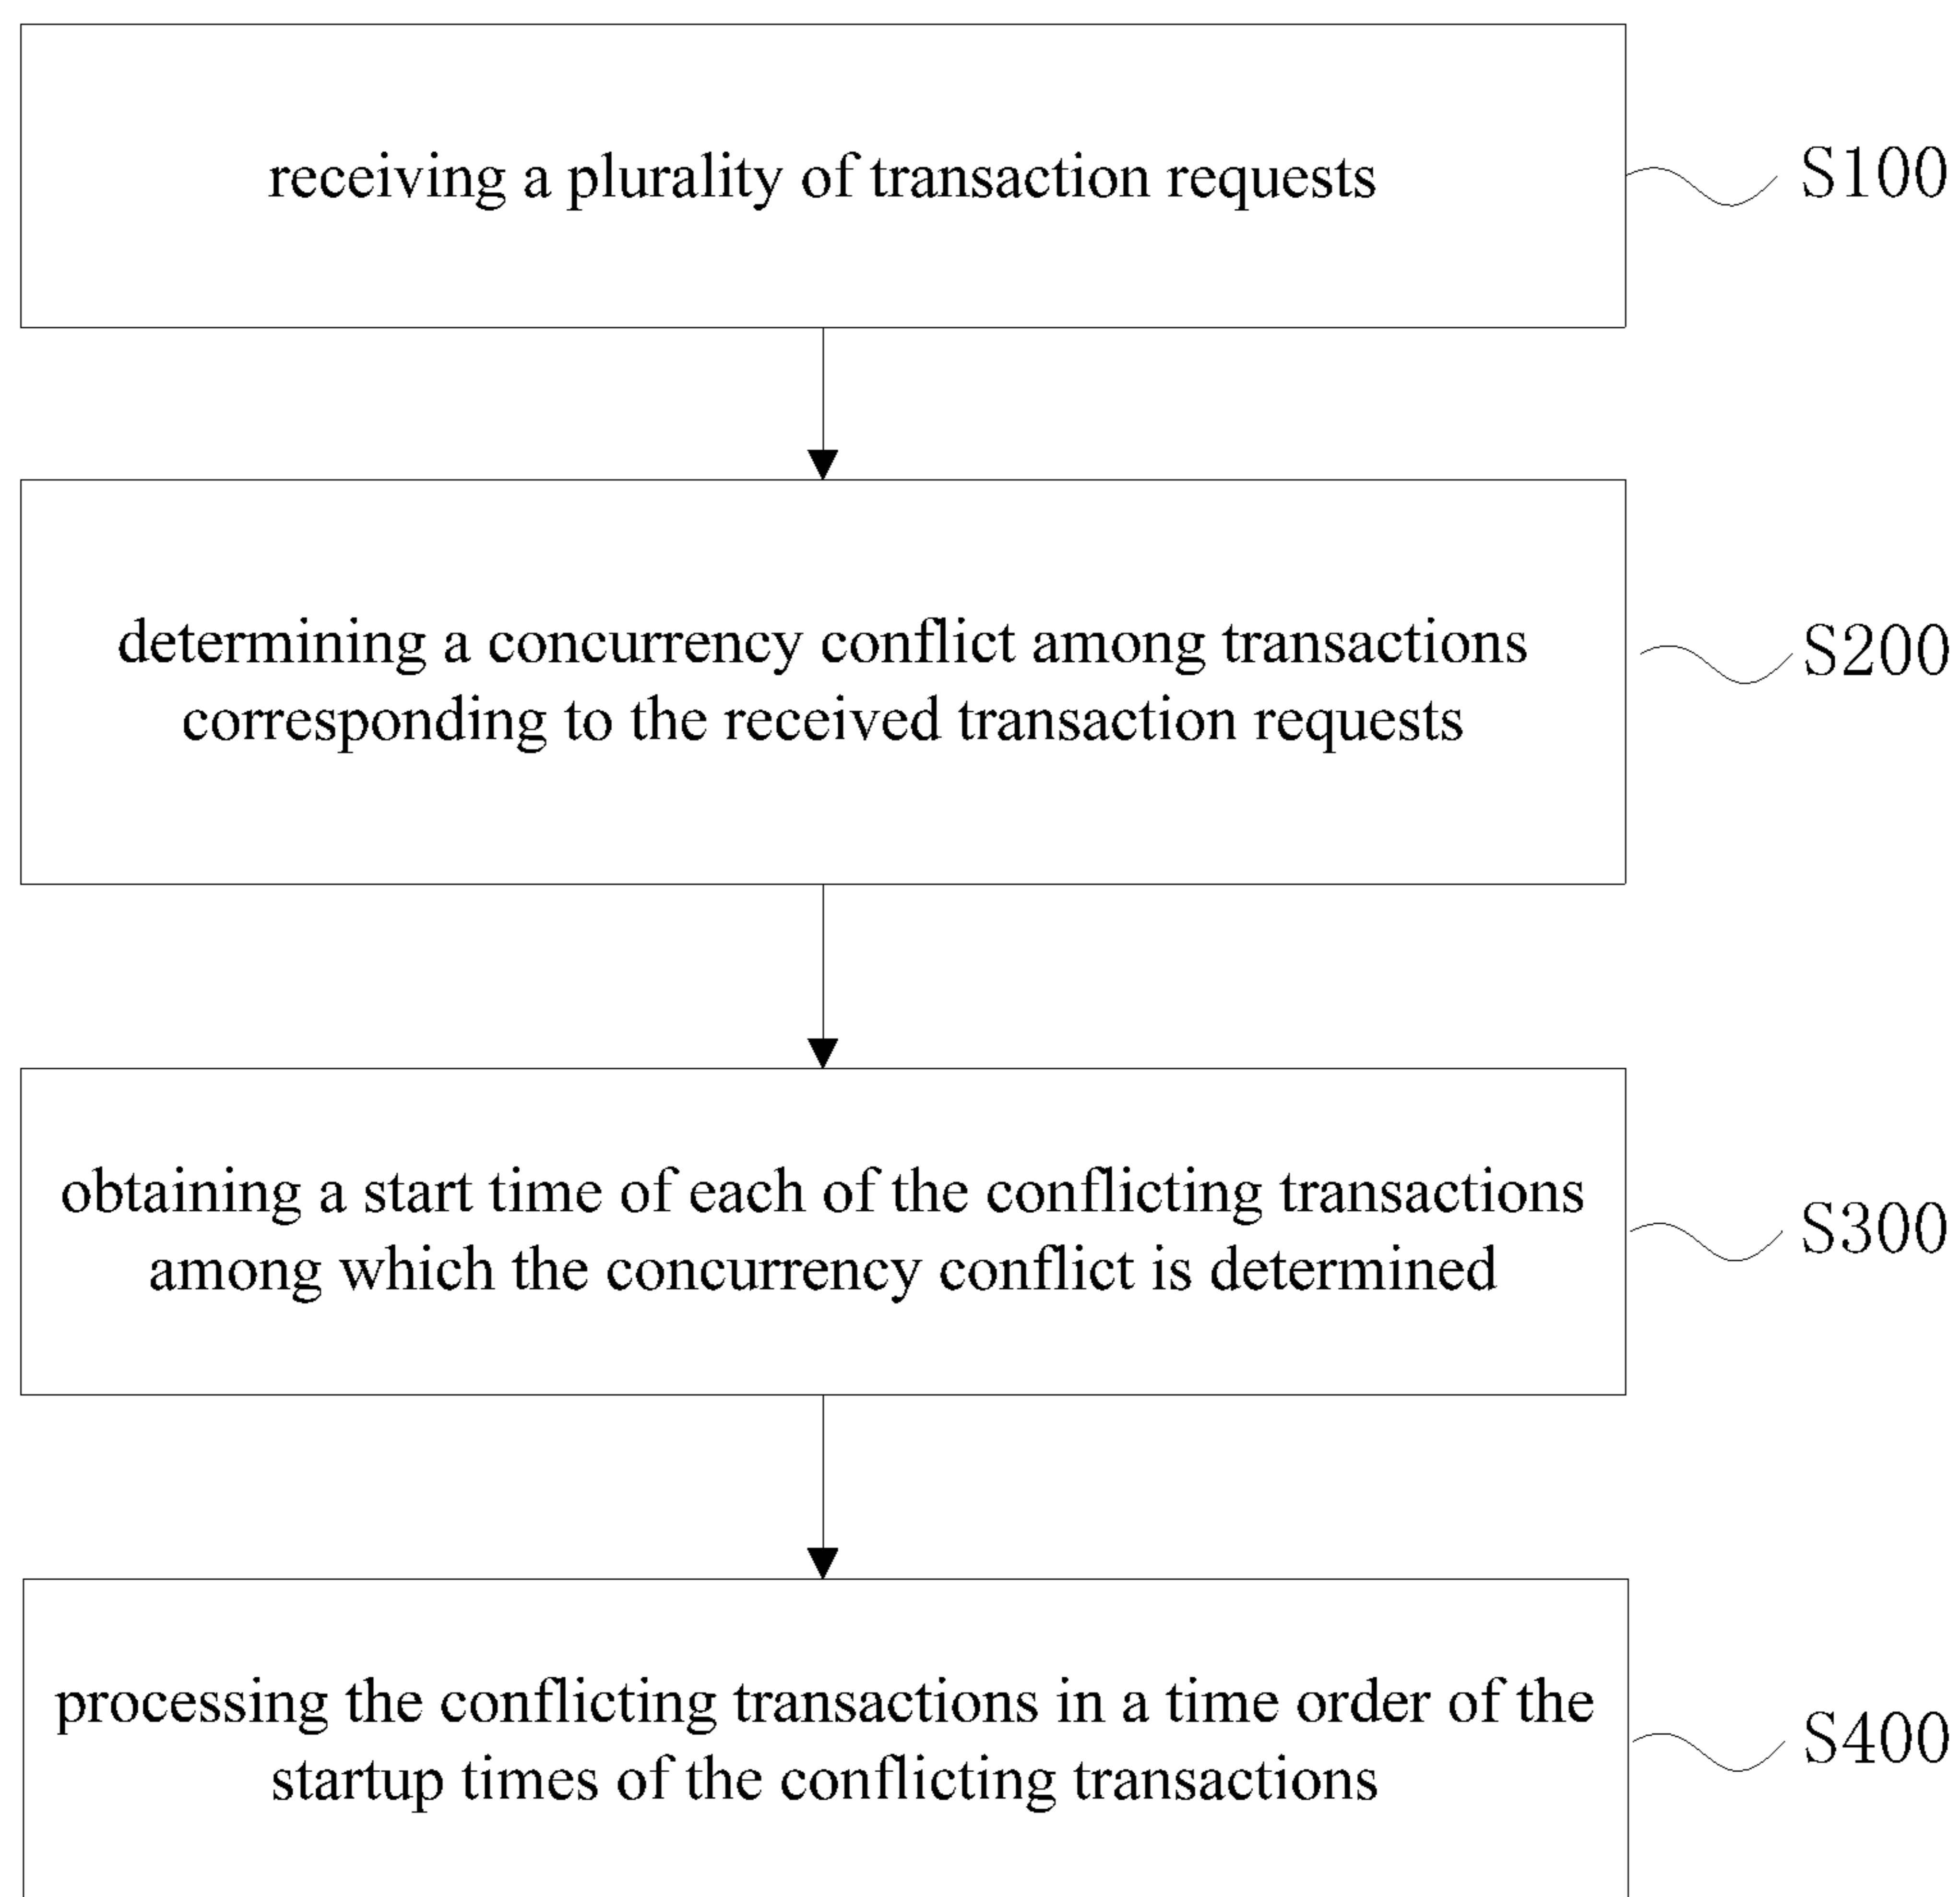 receiving a plurality of transaction requests
S100
determining a concurrency conflict among transactions
corresponding to the received transaction requests
S200
obtaining a start time of each of the conflicting transactions
among which the concurrency conflict is determined
S300
processing the conflicting transactions in a time order of the
startup times of the conflicting transactions
S400